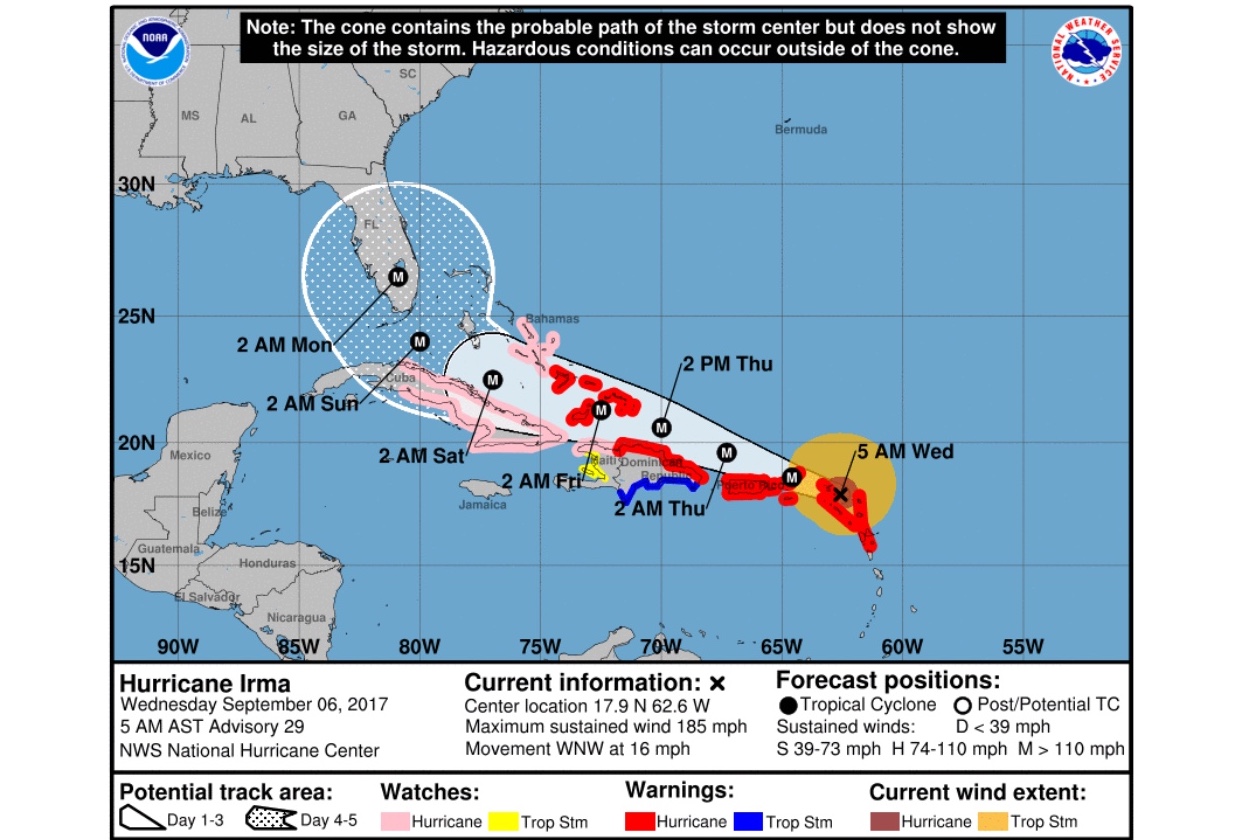 Note: The cone contains the probable path of the storm center but does not show
the size of the storm. Hazardous conditions can occur outside of the cone.
NOAA
NATIONAL WEATHER SERVICE
SC
MS
AL
GA
Bermuda
30N
FL
M
25N
Bahamas
2 AM Mon
M
2 PM Thu
Cuba
M
2 AM Sun
M
M
20N
5 AM Wed
Mexico
2 AM Sat
M
Haiti
Dominican
Republic
M
2 AM Fri
Puerto Rico
Jamaica
2 AM Thu
Belize
Guatemala
15N
Honduras
El Salvador
Nicaragua
90W 85W 80W 75W 70W 65W 60W 55W
Hurricane Irma
Wednesday September 06, 2017
5 AM AST Advisory 29
NWS National Hurricane Center
Current information: x
Center location 17.9 N 62.6 W
Maximum sustained wind 185 mph
Movement WNW at 16 mph
Forecast positions:
Tropical Cyclone Post/Potential TC
Sustained winds: D < 39 mph
S 39-73 mph H 74-110 mph M > 110 mph
Potential track area:
Day 1-3 Day 4-5
Watches:
Hurricane Trop Stm
Warnings:
Hurricane Trop Stm
Current wind extent:
Hurricane Trop Stm